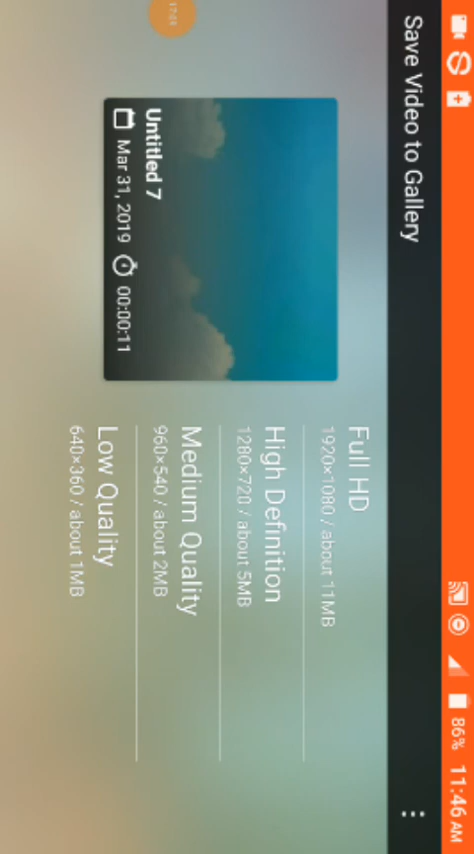 86% 11:46 AM
Save Video to Gallery
Untitled 7
Mar 31, 2019 00:00:11
Full HD
1920×1080 / about 11MB
High Definition
1280×720 / about 5MB
Medium Quality
960×540 / about 2MB
Low Quality
640×360 / about 1MB